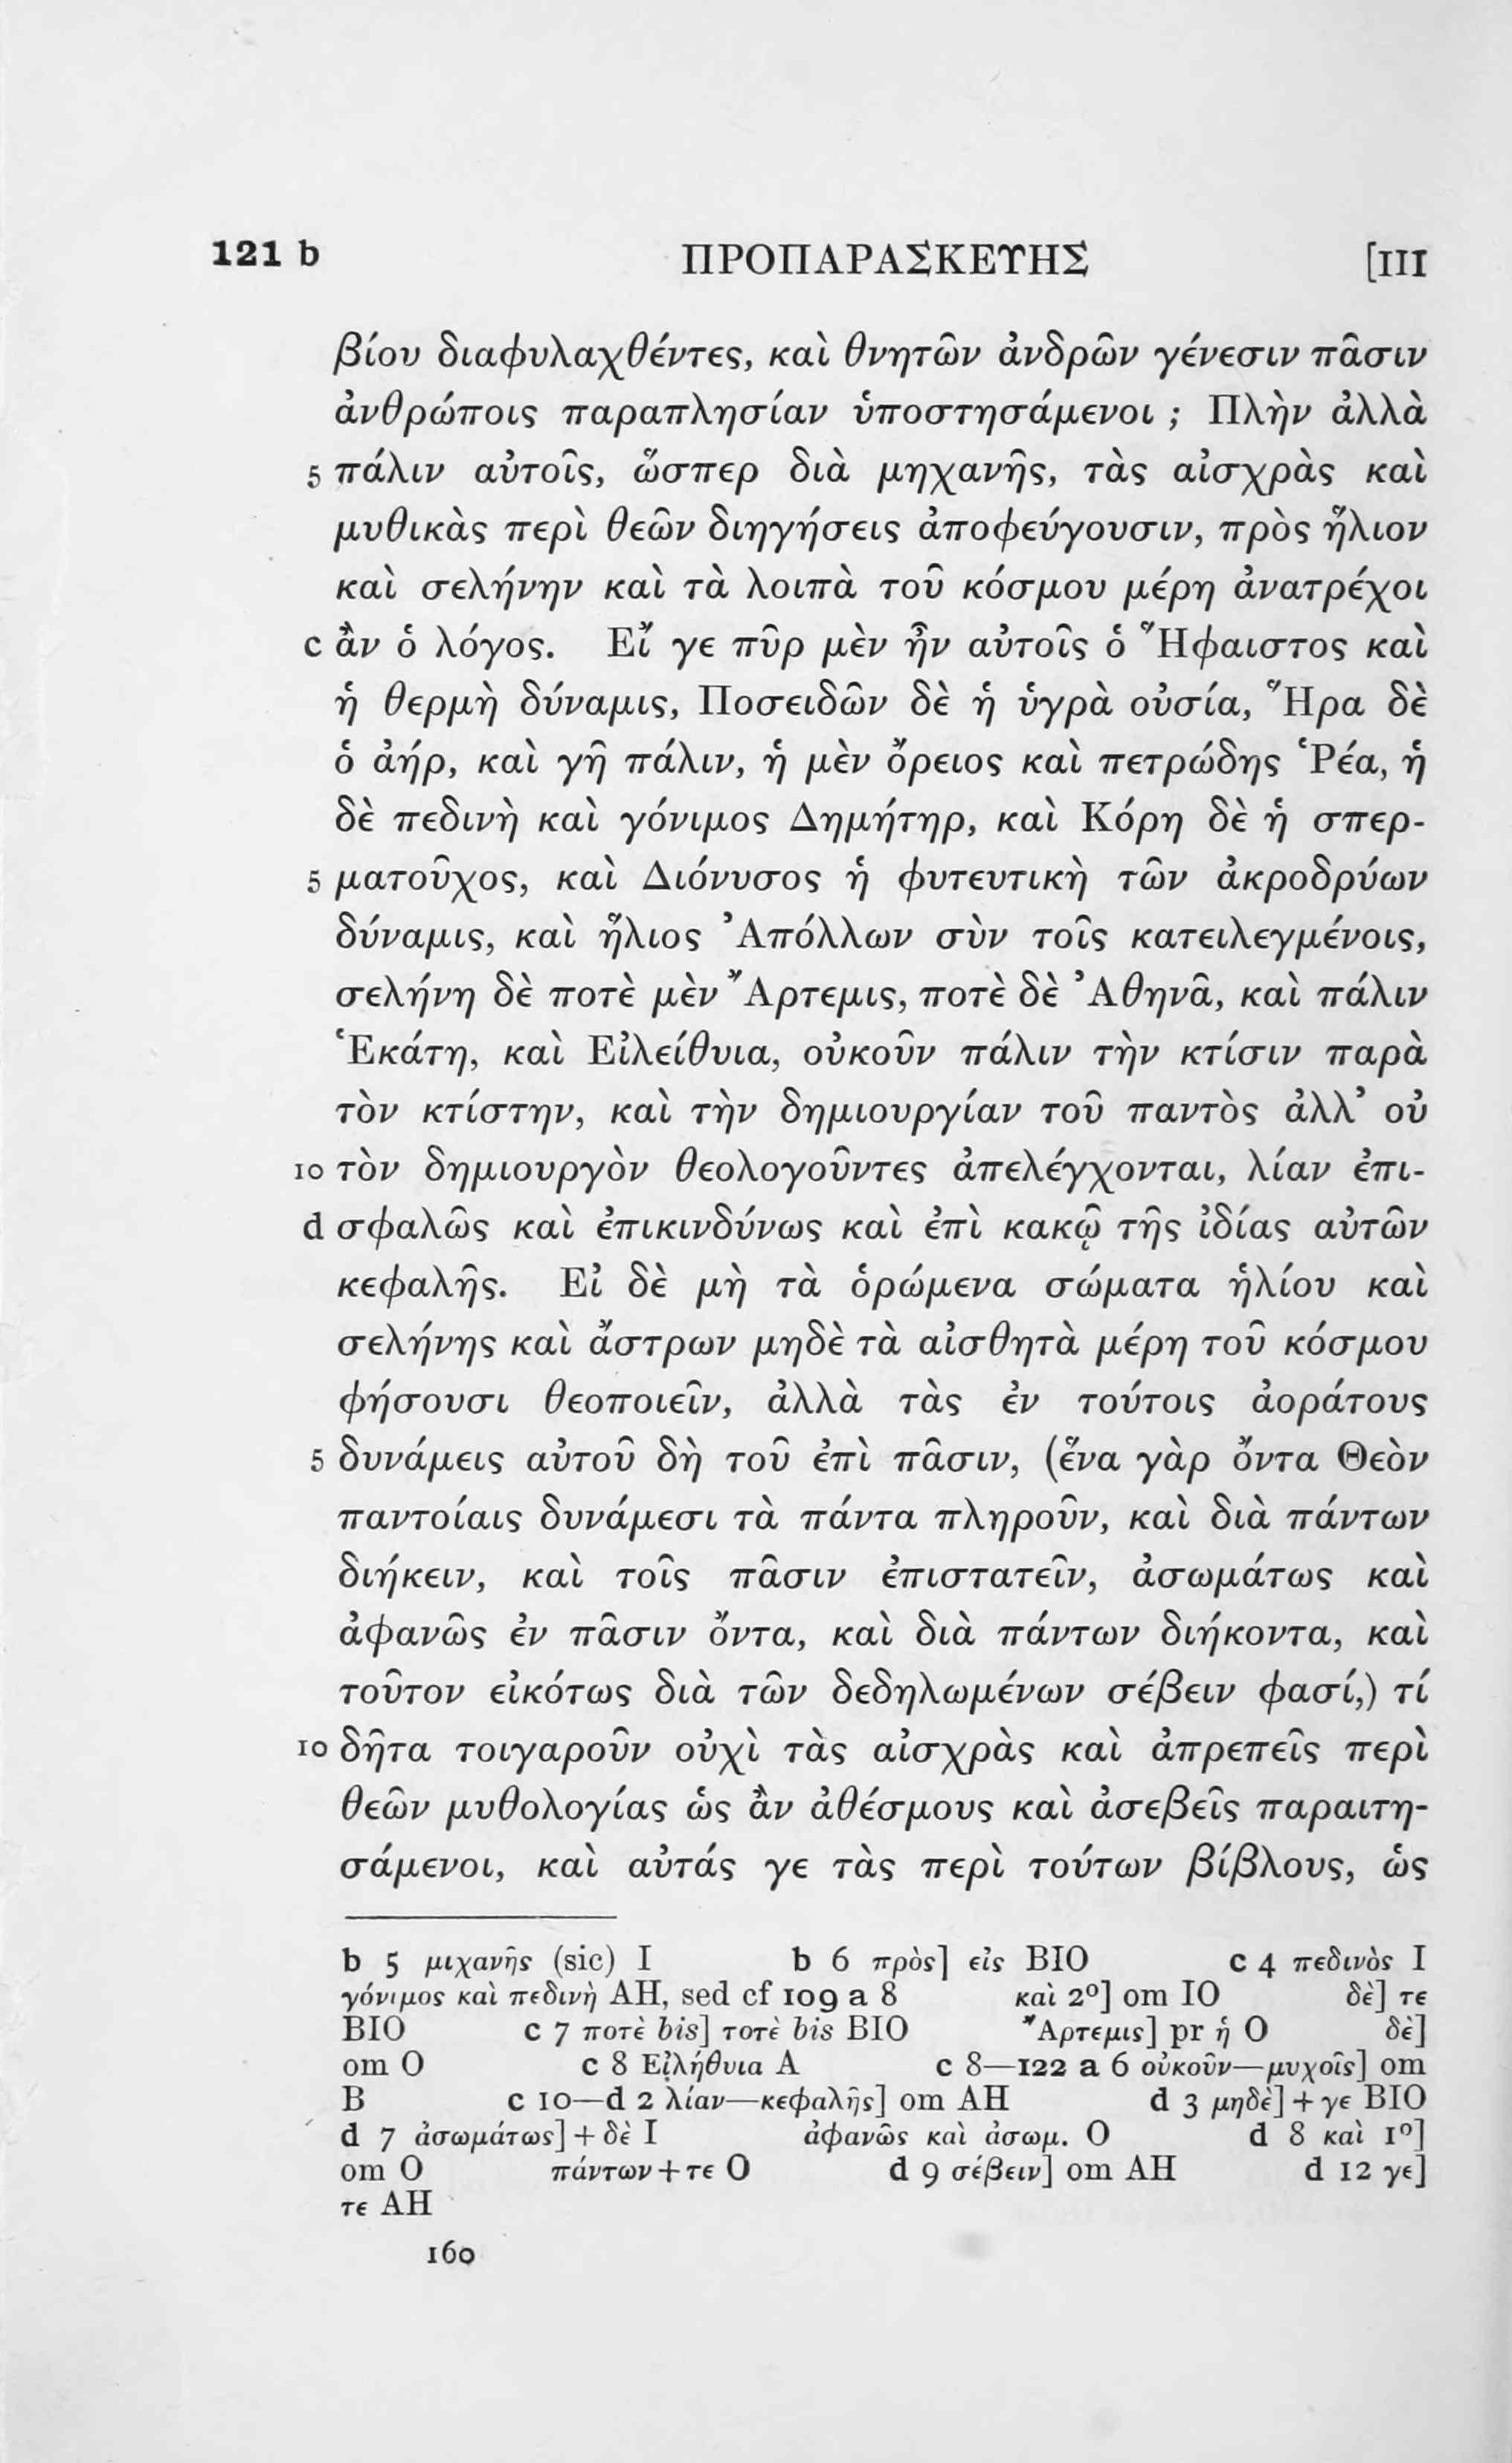 121 b ΠΡΟΠΑΡΑΣΚΕΥΗΣ [III
βίου διαφυλαχθέντες, καὶ θνητῶν ἀνδρῶν γένεσιν πᾶσιν
ἀνθρώποις παραπλησίαν ὑποστησάμενοι ; Πλὴν ἀλλὰ
5 πάλιν αὐτοῖς, ὥσπερ διὰ μηχανῆς, τὰς αἰσχρὰς καὶ
μυθικὰς περὶ θεῶν διηγήσεις ἀποφεύγουσιν, πρὸς ἥλιον
καὶ σελήνην καὶ τὰ λοιπὰ τοῦ κόσμου μέρη ἀνατρέχοι
c ἂν ὁ λόγος. Εἴ γε πῦρ μὲν ἦν αὐτοῖς ὁ Ἥφαιστος καὶ
ἡ θερμὴ δύναμις, Ποσειδῶν δὲ ἡ ὑγρὰ οὐσία, Ἥρα δὲ
ὁ ἀήρ, καὶ γῆ πάλιν, ἡ μὲν ὄρειος καὶ πετρώδης Ῥέα, ἡ
δὲ πεδινὴ καὶ γόνιμος Δημήτηρ, καὶ Κόρη δὲ ἡ σπερ-
5 ματοῦχος, καὶ Διόνυσος ἡ φυτευτικὴ τῶν ἀκροδρύων
δύναμις, καὶ ἥλιος Ἀπόλλων σὺν τοῖς κατειλεγμένοις,
σελήνη δὲ ποτὲ μὲν Ἄρτεμις, ποτὲ δὲ Ἀθηνᾶ, καὶ πάλιν
Ἑκάτη, καὶ Εἰλείθυια, οὐκοῦν πάλιν τὴν κτίσιν παρὰ
τὸν κτίστην, καὶ τὴν δημιουργίαν τοῦ παντὸς ἀλλ’ οὐ
10 τὸν δημιουργὸν θεολογοῦντες ἀπελέγχονται, λίαν ἐπι-
d σφαλῶς καὶ ἐπικινδύνως καὶ ἐπὶ κακῷ τῆς ἰδίας αὐτῶν
κεφαλῆς. Εἰ δὲ μὴ τὰ ὁρώμενα σώματα ἡλίου καὶ
σελήνης καὶ ἄστρων μηδὲ τὰ αἰσθητὰ μέρη τοῦ κόσμου
φήσουσι θεοποιεῖν, ἀλλὰ τὰς ἐν τούτοις ἀοράτους
5 δυνάμεις αὐτοῦ δὴ τοῦ ἐπὶ πᾶσιν, (ἕνα γὰρ ὄντα Θεὸν
παντοίαις δυνάμεσι τὰ πάντα πληροῦν, καὶ διὰ πάντων
διήκειν, καὶ τοῖς πᾶσιν ἐπιστατεῖν, ἀσωμάτως καὶ
ἀφανῶς ἐν πᾶσιν ὄντα, καὶ διὰ πάντων διήκοντα, καὶ
τοῦτον εἰκότως διὰ τῶν δεδηλωμένων σέβειν φασί,) τί
10 δῆτα τοιγαροῦν οὐχὶ τὰς αἰσχρὰς καὶ ἀπρεπεῖς περὶ
θεῶν μυθολογίας ὡς ἂν ἀθέσμους καὶ ἀσεβεῖς παραιτη-
σάμενοι, καὶ αὐτάς γε τὰς περὶ τούτων βίβλους, ὡς
b 5 μιχανῆς (sic) I b 6 πρὸς] εἰς BIO c 4 πεδινὸς I
γόνιμος καὶ πεδινὴ AH, sed cf 109 a 8 καὶ 2º] om IO δὲ] τε
BIO c 7 ποτὲ bis] τοτὲ bis BIO Ἄρτεμις] pr ἡ O δὲ]
om O c 8 Εἰλήθυια A c 8—122 a 6 οὐκοῦν—μυχοῖς] om
B c 10—d 2 λίαν—κεφαλῆς] om AH d 3 μηδὲ] + γε BIO
d 7 ἀσωμάτως] + δὲ I ἀφανῶς καὶ ἀσωμ. O d 8 καὶ 1º]
om O πάντων + τε O d 9 σέβειν] om AH d 12 γε]
τε AH
160